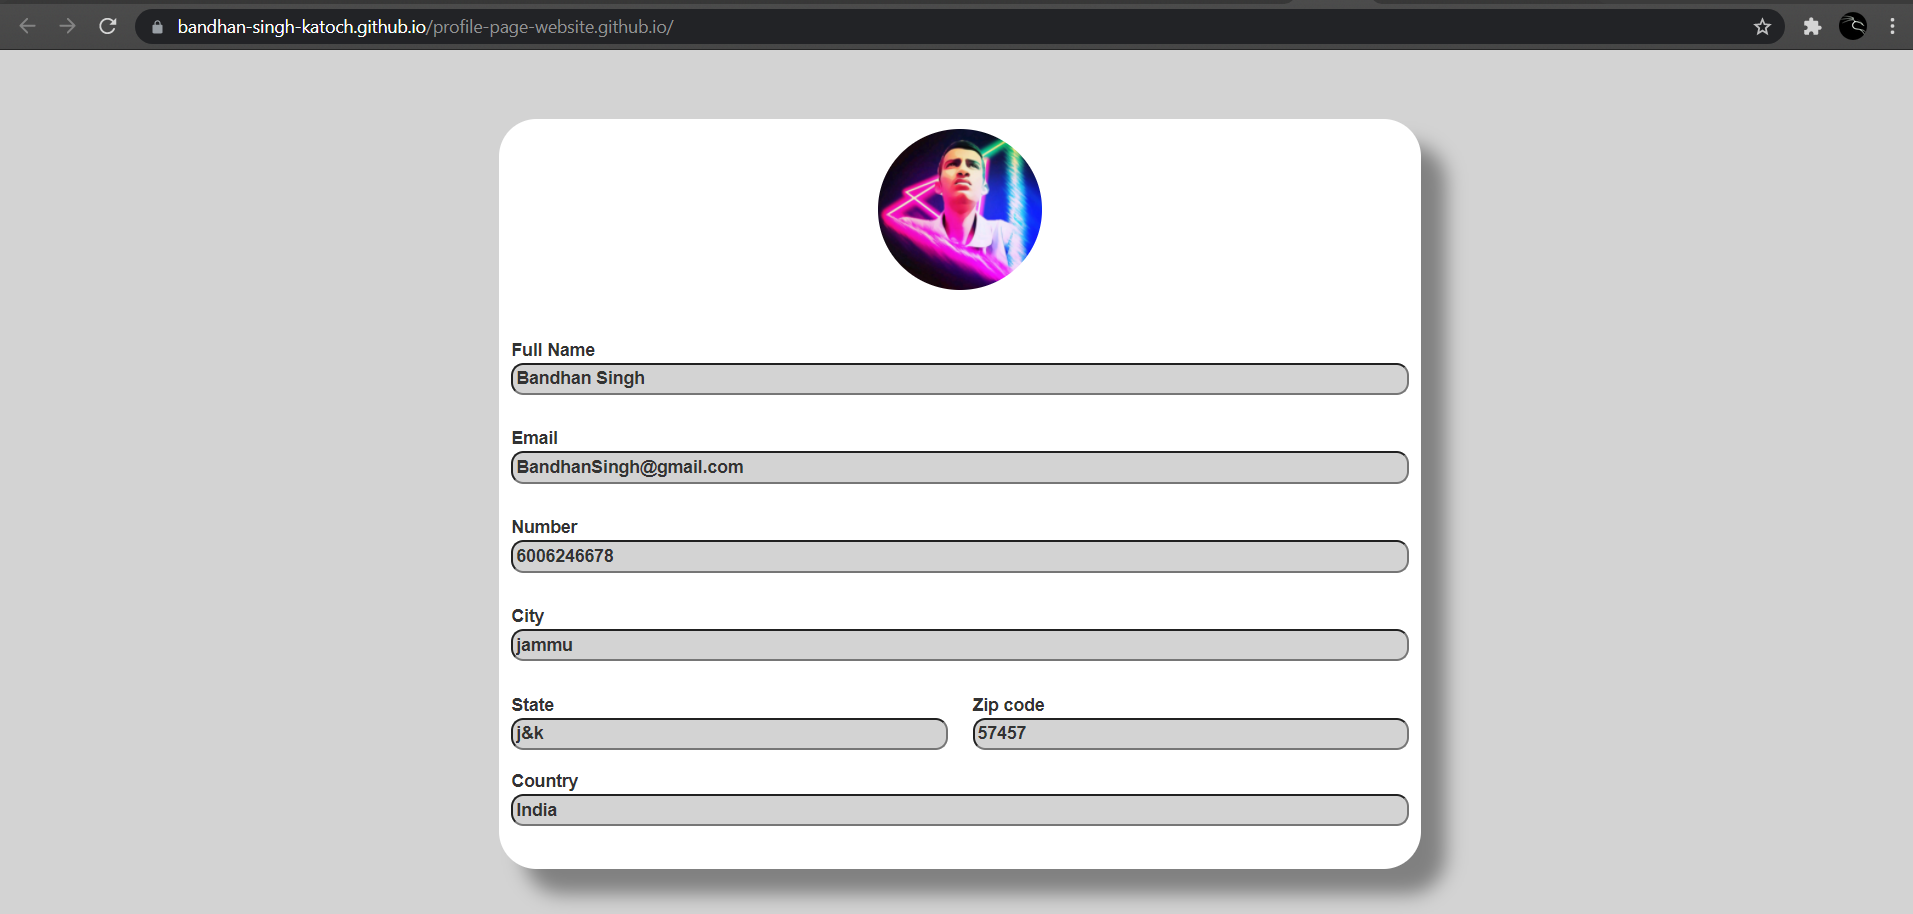 bandhan-singh-katoch.github.io/profile-page-website.github.io/
Full Name
Bandhan Singh
Email
BandhanSingh@gmail.com
Number
6006246678
City
jammu
State Zip code
j&k 57457
Country
India